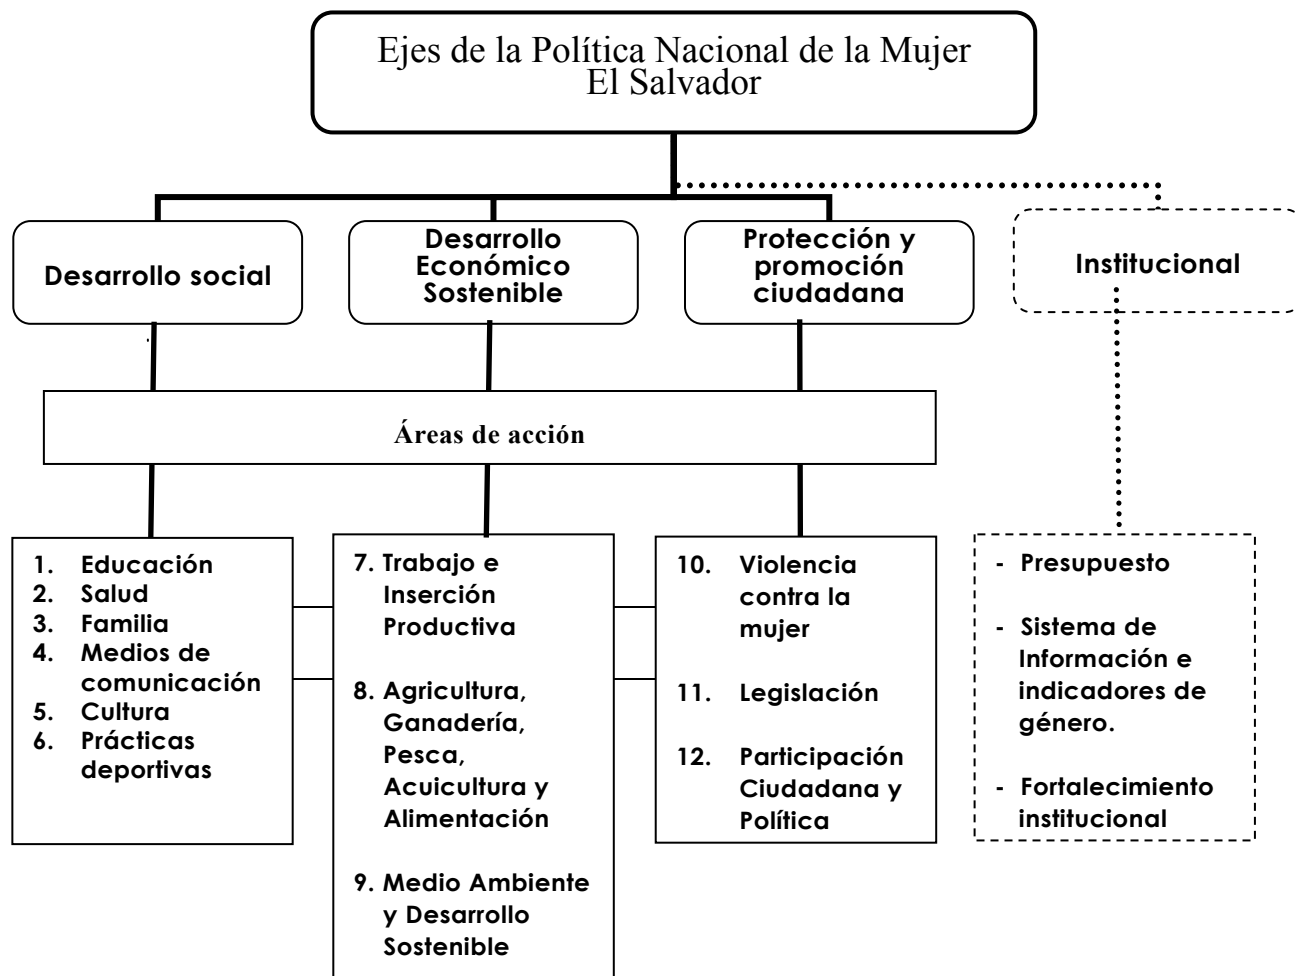 Ejes de la Política Nacional de la Mujer
El Salvador
Desarrollo social
Desarrollo
Económico
Sostenible
Protección y
promoción
ciudadana
Institucional
Áreas de acción
1. Educación
2. Salud
3. Familia
4. Medios de
comunicación
5. Cultura
6. Prácticas
deportivas
7. Trabajo e
Inserción
Productiva
8. Agricultura,
Ganadería,
Pesca,
Acuicultura y
Alimentación
9. Medio Ambiente
y Desarrollo
Sostenible
10. Violencia
contra la
mujer
11. Legislación
12. Participación
Ciudadana y
Política
- Presupuesto
- Sistema de
Información e
indicadores de
género.
- Fortalecimiento
institucional